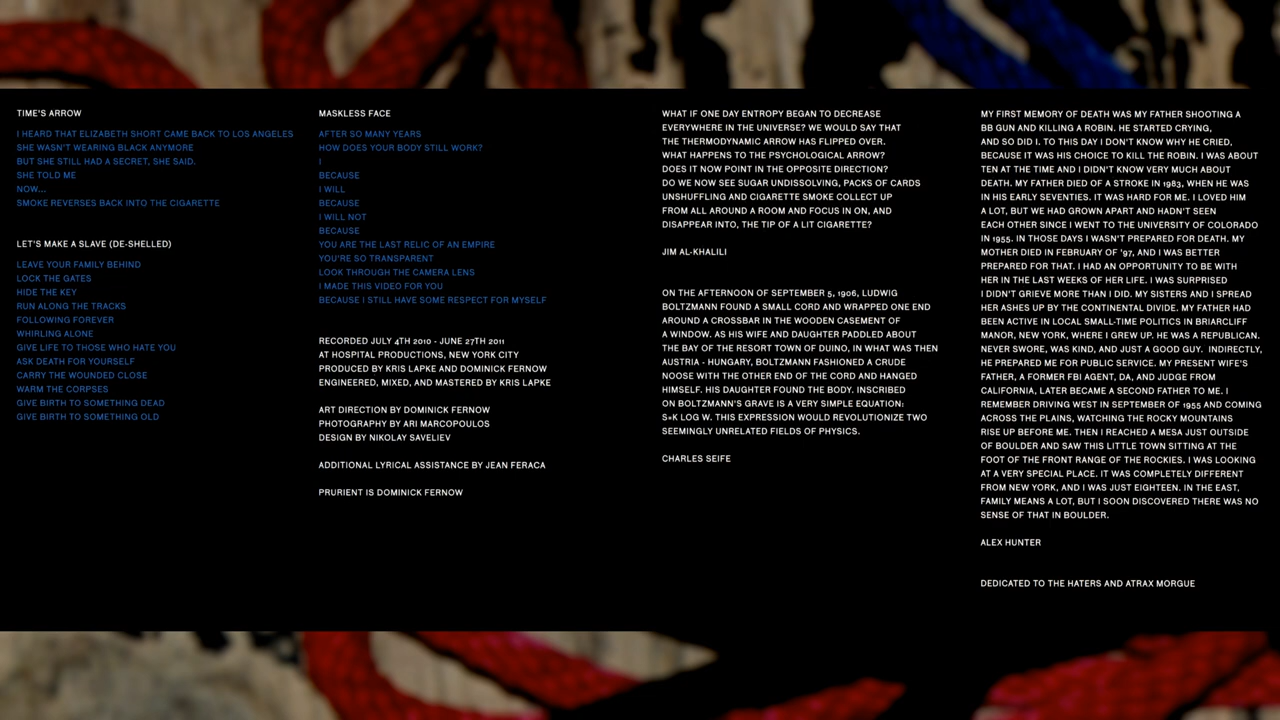 TIME'S ARROW
I HEARD THAT ELIZABETH SHORT CAME BACK TO LOS ANGELES
SHE WASN'T WEARING BLACK ANYMORE
BUT SHE STILL HAD A SECRET, SHE SAID.
SHE TOLD ME
NOW...
SMOKE REVERSES BACK INTO THE CIGARETTE
LET'S MAKE A SLAVE (DE-SHELLED)
LEAVE YOUR FAMILY BEHIND
LOCK THE GATES
HIDE THE KEY
RUN ALONG THE TRACKS
FOLLOWING FOREVER
WHIRLING ALONE
GIVE LIFE TO THOSE WHO HATE YOU
ASK DEATH FOR YOURSELF
CARRY THE WOUNDED CLOSE
WARM THE CORPSES
GIVE BIRTH TO SOMETHING DEAD
GIVE BIRTH TO SOMETHING OLD
MASKLESS FACE
AFTER SO MANY YEARS
HOW DOES YOUR BODY STILL WORK?
I
BECAUSE
I WILL
BECAUSE
I WILL NOT
BECAUSE
YOU ARE THE LAST RELIC OF AN EMPIRE
YOU'RE SO TRANSPARENT
LOOK THROUGH THE CAMERA LENS
I MADE THIS VIDEO FOR YOU
BECAUSE I STILL HAVE SOME RESPECT FOR MYSELF
RECORDED JULY 4TH 2010 - JUNE 27TH 2011
AT HOSPITAL PRODUCTIONS, NEW YORK CITY
PRODUCED BY KRIS LAPKE AND DOMINICK FERNOW
ENGINEERED, MIXED, AND MASTERED BY KRIS LAPKE
ART DIRECTION BY DOMINICK FERNOW
PHOTOGRAPHY BY ARI MARCOPOULOS
DESIGN BY NIKOLAY SAVELIEV
ADDITIONAL LYRICAL ASSISTANCE BY JEAN FERACA
PRURIENT IS DOMINICK FERNOW
WHAT IF ONE DAY ENTROPY BEGAN TO DECREASE
EVERYWHERE IN THE UNIVERSE? WE WOULD SAY THAT
THE THERMODYNAMIC ARROW HAS FLIPPED OVER.
WHAT HAPPENS TO THE PSYCHOLOGICAL ARROW?
DOES IT NOW POINT IN THE OPPOSITE DIRECTION?
DO WE NOW SEE SUGAR UNDISSOLVING, PACKS OF CARDS
UNSHUFFLING AND CIGARETTE SMOKE COLLECT UP
FROM ALL AROUND A ROOM AND FOCUS IN ON, AND
DISAPPEAR INTO, THE TIP OF A LIT CIGARETTE?
JIM AL-KHALILI
ON THE AFTERNOON OF SEPTEMBER 5, 1906, LUDWIG
BOLTZMANN FOUND A SMALL CORD AND WRAPPED ONE END
AROUND A CROSSBAR IN THE WOODEN CASEMENT OF
A WINDOW. AS HIS WIFE AND DAUGHTER PADDLED ABOUT
THE BAY OF THE RESORT TOWN OF DUINO, IN WHAT WAS THEN
AUSTRIA - HUNGARY, BOLTZMANN FASHIONED A CRUDE
NOOSE WITH THE OTHER END OF THE CORD AND HANGED
HIMSELF. HIS DAUGHTER FOUND THE BODY. INSCRIBED
ON BOLTZMANN'S GRAVE IS A VERY SIMPLE EQUATION:
S=K LOG W. THIS EXPRESSION WOULD REVOLUTIONIZE TWO
SEEMINGLY UNRELATED FIELDS OF PHYSICS.
CHARLES SEIFE
MY FIRST MEMORY OF DEATH WAS MY FATHER SHOOTING A
BB GUN AND KILLING A ROBIN. HE STARTED CRYING,
AND SO DID I. TO THIS DAY I DON'T KNOW WHY HE CRIED,
BECAUSE IT WAS HIS CHOICE TO KILL THE ROBIN. I WAS ABOUT
TEN AT THE TIME AND I DIDN'T KNOW VERY MUCH ABOUT
DEATH. MY FATHER DIED OF A STROKE IN 1983, WHEN HE WAS
IN HIS EARLY SEVENTIES. IT WAS HARD FOR ME. I LOVED HIM
A LOT, BUT WE HAD GROWN APART AND HADN'T SEEN
EACH OTHER SINCE I WENT TO THE UNIVERSITY OF COLORADO
IN 1955. IN THOSE DAYS I WASN'T PREPARED FOR DEATH. MY
MOTHER DIED IN FEBRUARY OF '97, AND I WAS BETTER
PREPARED FOR THAT. I HAD AN OPPORTUNITY TO BE WITH
HER IN THE LAST WEEKS OF HER LIFE. I WAS SURPRISED
I DIDN'T GRIEVE MORE THAN I DID. MY SISTERS AND I SPREAD
HER ASHES UP BY THE CONTINENTAL DIVIDE. MY FATHER HAD
BEEN ACTIVE IN LOCAL SMALL-TIME POLITICS IN BRIARCLIFF
MANOR, NEW YORK, WHERE I GREW UP. HE WAS A REPUBLICAN.
NEVER SWORE, WAS KIND, AND JUST A GOOD GUY. INDIRECTLY,
HE PREPARED ME FOR PUBLIC SERVICE. MY PRESENT WIFE'S
FATHER, A FORMER FBI AGENT, DA, AND JUDGE FROM
CALIFORNIA, LATER BECAME A SECOND FATHER TO ME. I
REMEMBER DRIVING WEST IN SEPTEMBER OF 1955 AND COMING
ACROSS THE PLAINS, WATCHING THE ROCKY MOUNTAINS
RISE UP BEFORE ME. THEN I REACHED A MESA JUST OUTSIDE
OF BOULDER AND SAW THIS LITTLE TOWN SITTING AT THE
FOOT OF THE FRONT RANGE OF THE ROCKIES. I WAS LOOKING
AT A VERY SPECIAL PLACE. IT WAS COMPLETELY DIFFERENT
FROM NEW YORK, AND I WAS JUST EIGHTEEN. IN THE EAST,
FAMILY MEANS A LOT, BUT I SOON DISCOVERED THERE WAS NO
SENSE OF THAT IN BOULDER.
ALEX HUNTER
DEDICATED TO THE HATERS AND ATRAX MORGUE